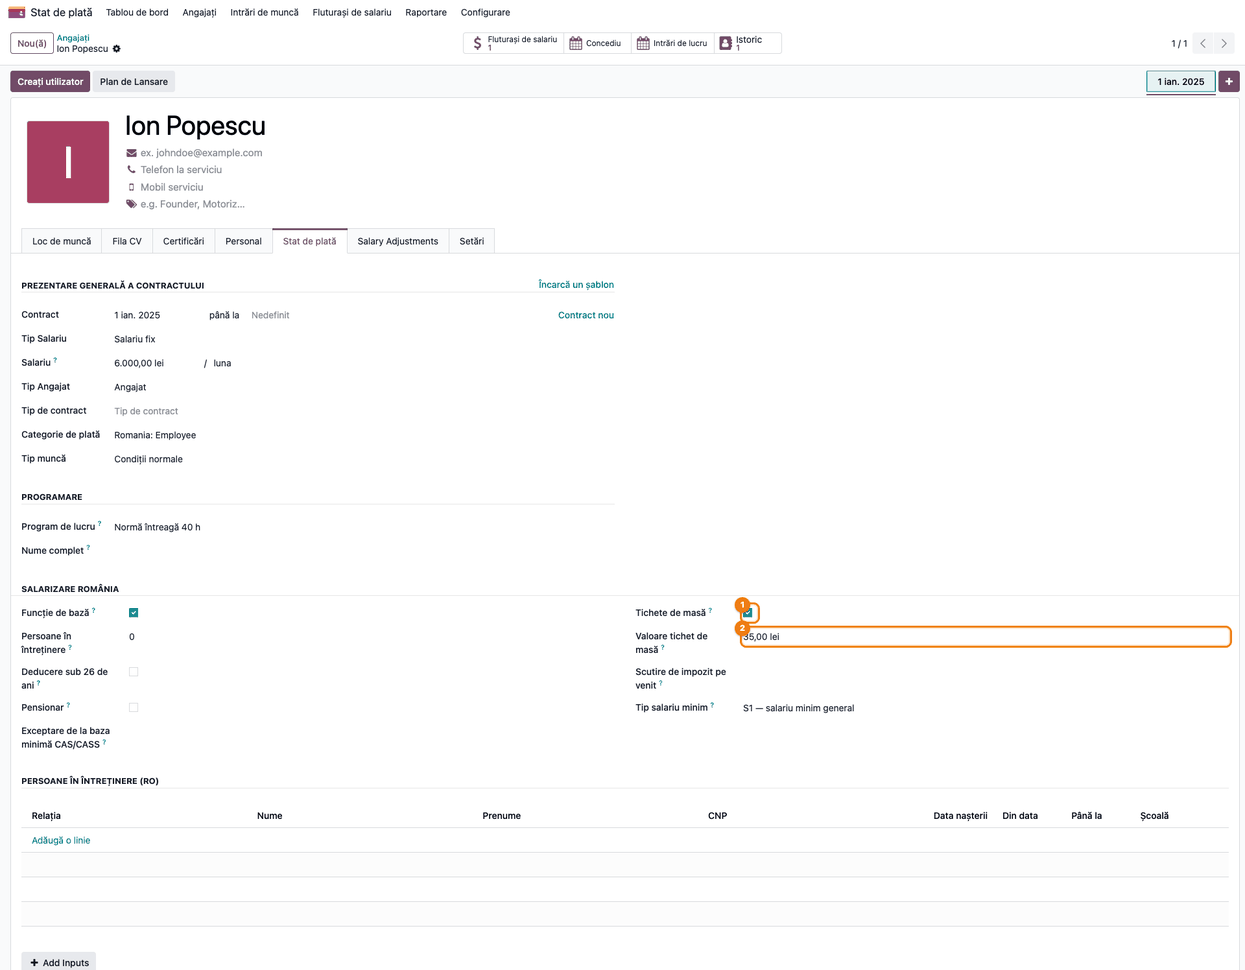 Stat de plată Tablou de bord Angajați Intrări de muncă Fluturași de salariu Raportare Configurare
Nou(ă) Angajați
Ion Popescu
Fluturași de salariu 1 Concediu Intrări de lucru Istoric 1
1 / 1
Creați utilizator Plan de Lansare 1 ian. 2025 +
I
Ion Popescu
ex. johndoe@example.com
Telefon la serviciu
Mobil serviciu
e.g. Founder, Motoriz...
Loc de muncă Fila CV Certificări Personal Stat de plată Salary Adjustments Setări
PREZENTARE GENERALĂ A CONTRACTULUI Încarcă un șablon
Contract 1 ian. 2025 până la Nedefinit Contract nou
Tip Salariu Salariu fix
Salariu ? 6.000,00 lei / luna
Tip Angajat Angajat
Tip de contract Tip de contract
Categorie de plată Romania: Employee
Tip muncă Condiții normale
PROGRAMARE
Program de lucru ? Normă întreagă 40 h
Nume complet ?
SALARIZARE ROMÂNIA
Funcție de bază ? Tichete de masă ? 1
Persoane în întreținere ? 0 Valoare tichet de masă ? 2 35,00 lei
Deducere sub 26 de ani ? Scutire de impozit pe venit ?
Pensionar ? Tip salariu minim ? S1 — salariu minim general
Exceptare de la baza minimă CAS/CASS ?
PERSOANE ÎN ÎNTREȚINERE (RO)
Relația Nume Prenume CNP Data nașterii Din data Până la Școală
Adăugă o linie
+ Add Inputs